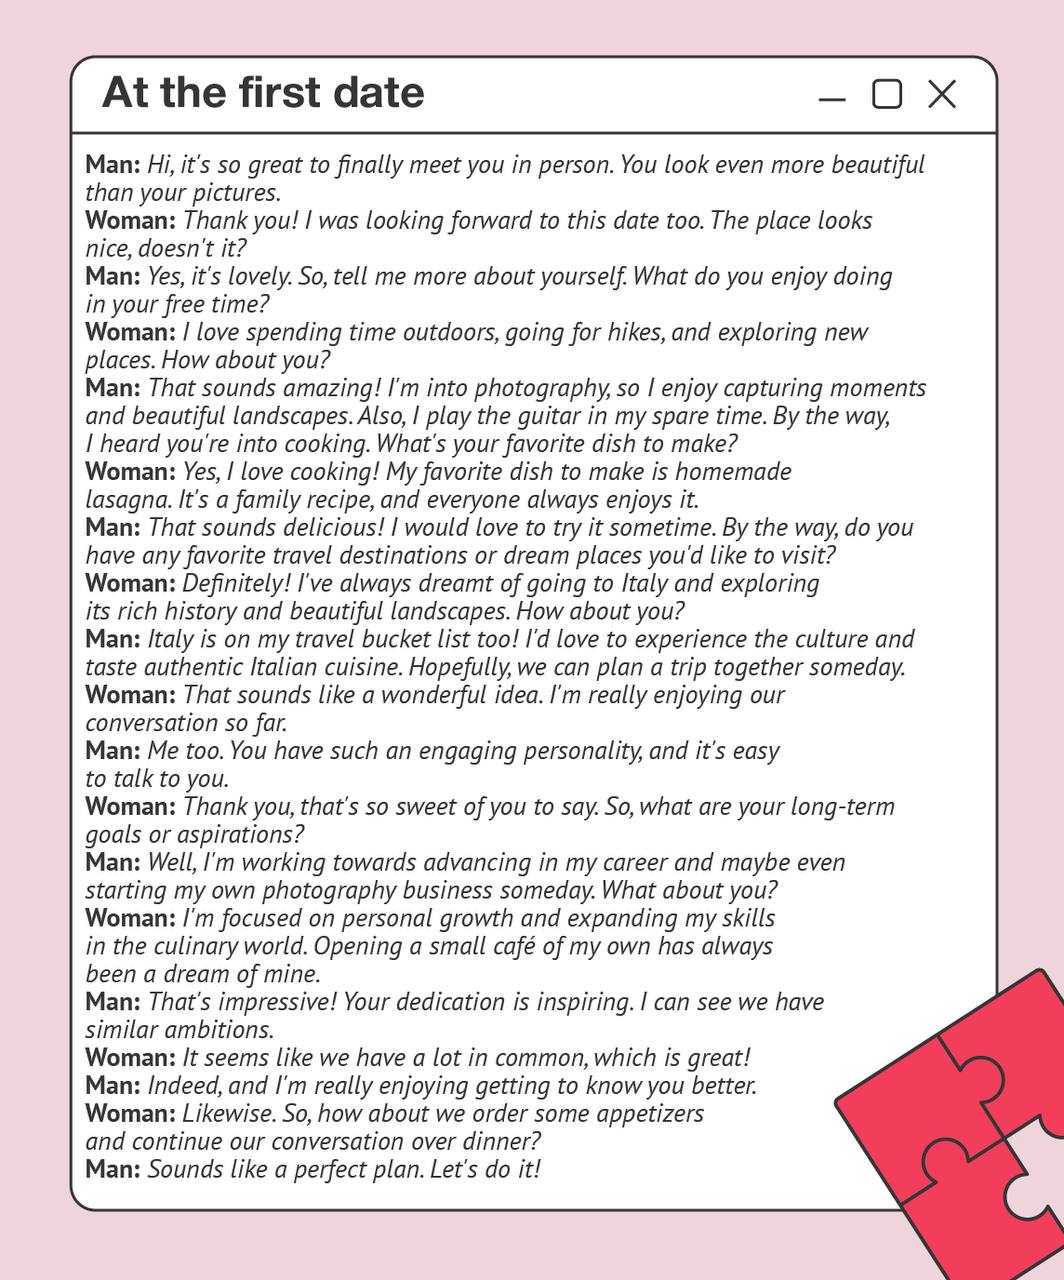 At the first date
Man: Hi, it's so great to finally meet you in person. You look even more beautiful
than your pictures.
Woman: Thank you! I was looking forward to this date too. The place looks
nice, doesn't it?
Man: Yes, it's lovely. So, tell me more about yourself. What do you enjoy doing
in your free time?
Woman: I love spending time outdoors, going for hikes, and exploring new
places. How about you?
Man: That sounds amazing! I'm into photography, so I enjoy capturing moments
and beautiful landscapes. Also, I play the guitar in my spare time. By the way,
I heard you're into cooking. What's your favorite dish to make?
Woman: Yes, I love cooking! My favorite dish to make is homemade
lasagna. It's a family recipe, and everyone always enjoys it.
Man: That sounds delicious! I would love to try it sometime. By the way, do you
have any favorite travel destinations or dream places you'd like to visit?
Woman: Definitely! I've always dreamt of going to Italy and exploring
its rich history and beautiful landscapes. How about you?
Man: Italy is on my travel bucket list too! I'd love to experience the culture and
taste authentic Italian cuisine. Hopefully, we can plan a trip together someday.
Woman: That sounds like a wonderful idea. I'm really enjoying our
conversation so far.
Man: Me too. You have such an engaging personality, and it's easy
to talk to you.
Woman: Thank you, that's so sweet of you to say. So, what are your long-term
goals or aspirations?
Man: Well, I'm working towards advancing in my career and maybe even
starting my own photography business someday. What about you?
Woman: I'm focused on personal growth and expanding my skills
in the culinary world. Opening a small café of my own has always
been a dream of mine.
Man: That's impressive! Your dedication is inspiring. I can see we have
similar ambitions.
Woman: It seems like we have a lot in common, which is great!
Man: Indeed, and I'm really enjoying getting to know you better.
Woman: Likewise. So, how about we order some appetizers
and continue our conversation over dinner?
Man: Sounds like a perfect plan. Let's do it!